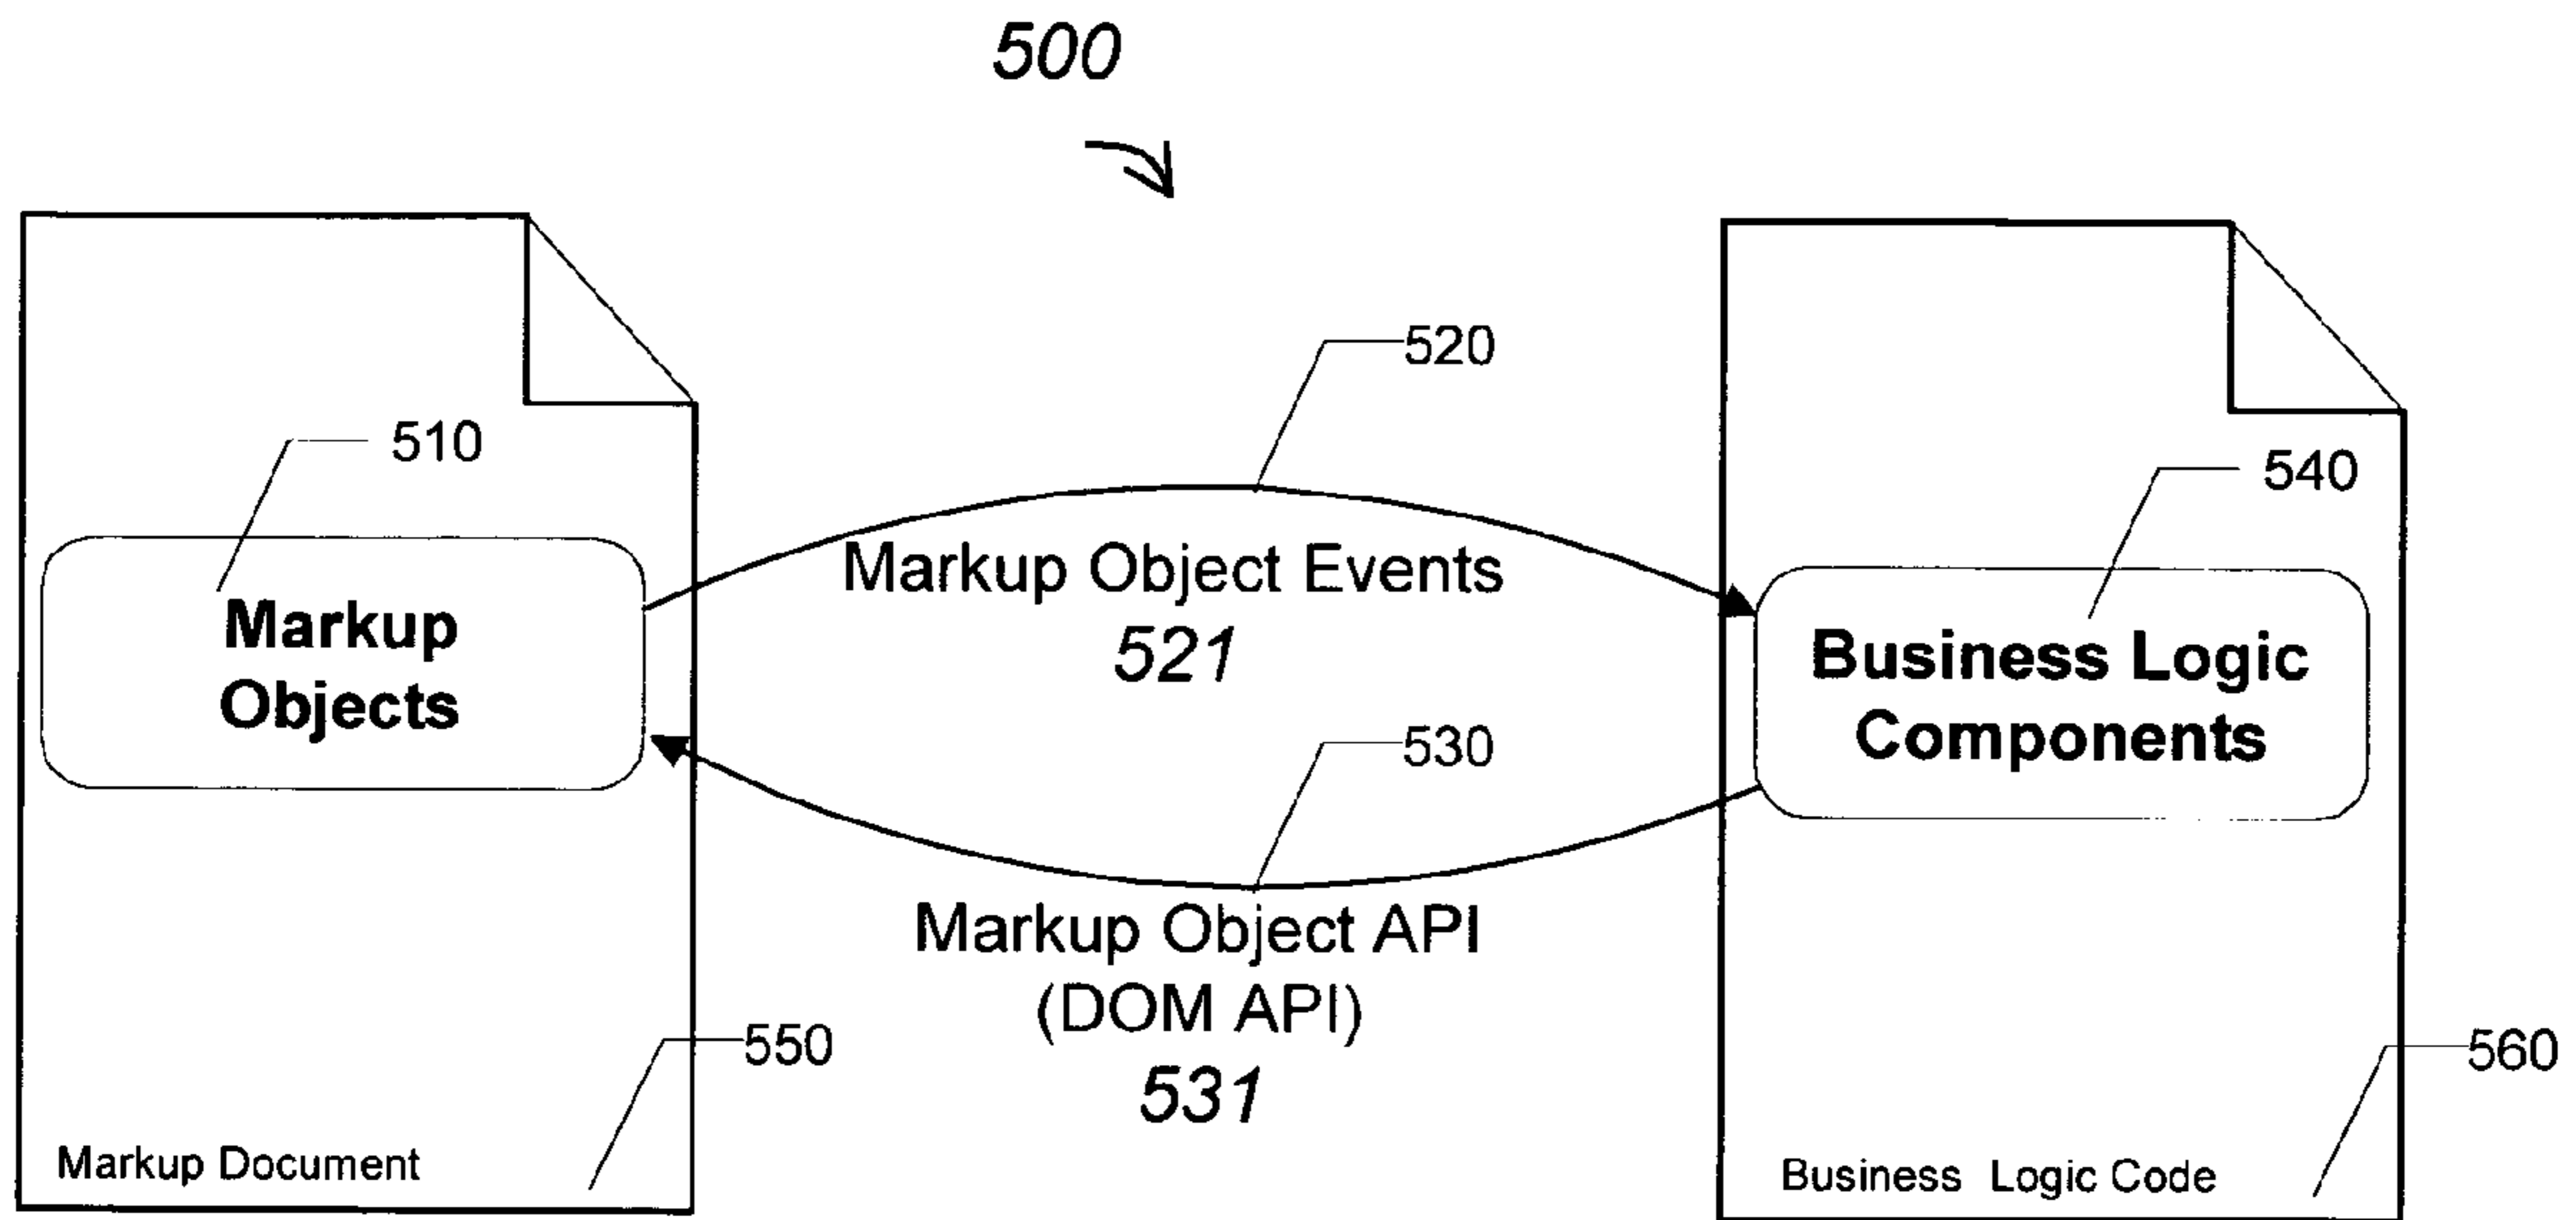 500
520
510
540
Markup Object Events
521
Markup
Objects
Business Logic
Components
530
Markup Object API
(DOM API)
531
550
560
Markup Document
Business Logic Code